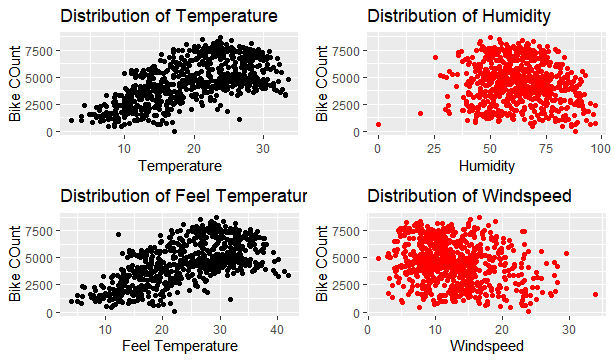 Distribution of Temperature
Bike COunt
7500
5000
2500
0
10
20
30
Temperature
Distribution of Humidity
Bike COunt
7500
5000
2500
0
0
25
50
75
100
Humidity
Distribution of Feel Temperatur
Bike COunt
7500
5000
2500
0
10
20
30
40
Feel Temperature
Distribution of Windspeed
Bike COunt
7500
5000
2500
0
0
10
20
30
Windspeed